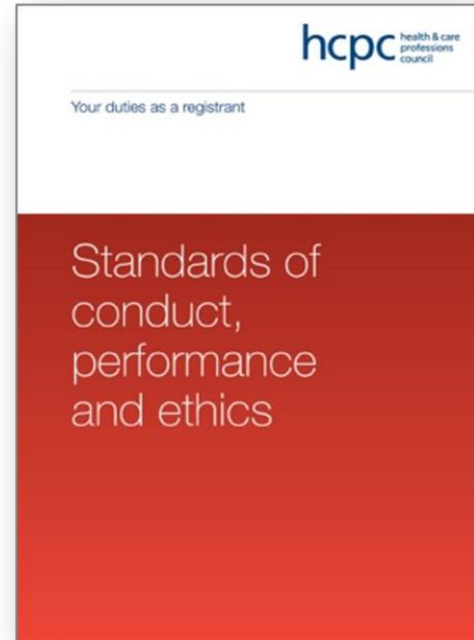 hcpc health & care
professions
council
Your duties as a registrant
Standards of
conduct,
performance
and ethics